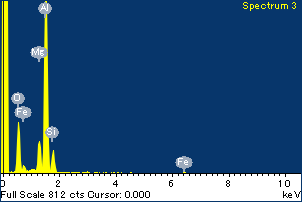 Spectrum 3
Al
Mg
O
Fe
Si
Fe
0 2 4 6 8 10
Full Scale 812 cts Cursor: 0.000 keV